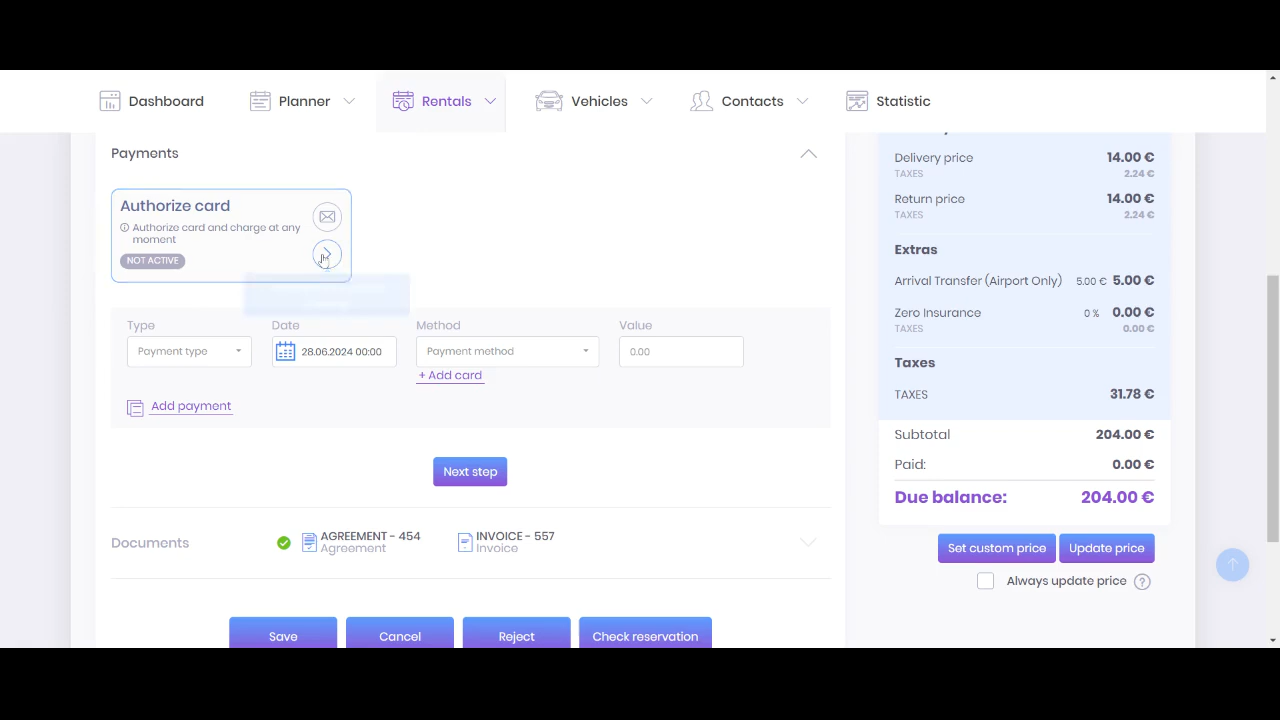 Dashboard
Planner
Rentals
Vehicles
Contacts
Statistic
Payments
Authorize card
Authorize card and charge at any
moment
NOT ACTIVE
Type
Date
Method
Value
Payment type
28.06.2024 00:00
Payment method
0.00
+ Add card
Add payment
Next step
Documents
AGREEMENT - 454
Agreement
INVOICE - 557
Invoice
Save
Cancel
Reject
Check reservation
Delivery price 14.00 €
TAXES 2.24 €
Return price 14.00 €
TAXES 2.24 €
Extras
Arrival Transfer (Airport Only) 5.00 € 5.00 €
Zero Insurance 0 % 0.00 €
TAXES 0.00 €
Taxes
TAXES 31.78 €
Subtotal 204.00 €
Paid: 0.00 €
Due balance: 204.00 €
Set custom price
Update price
Always update price ?